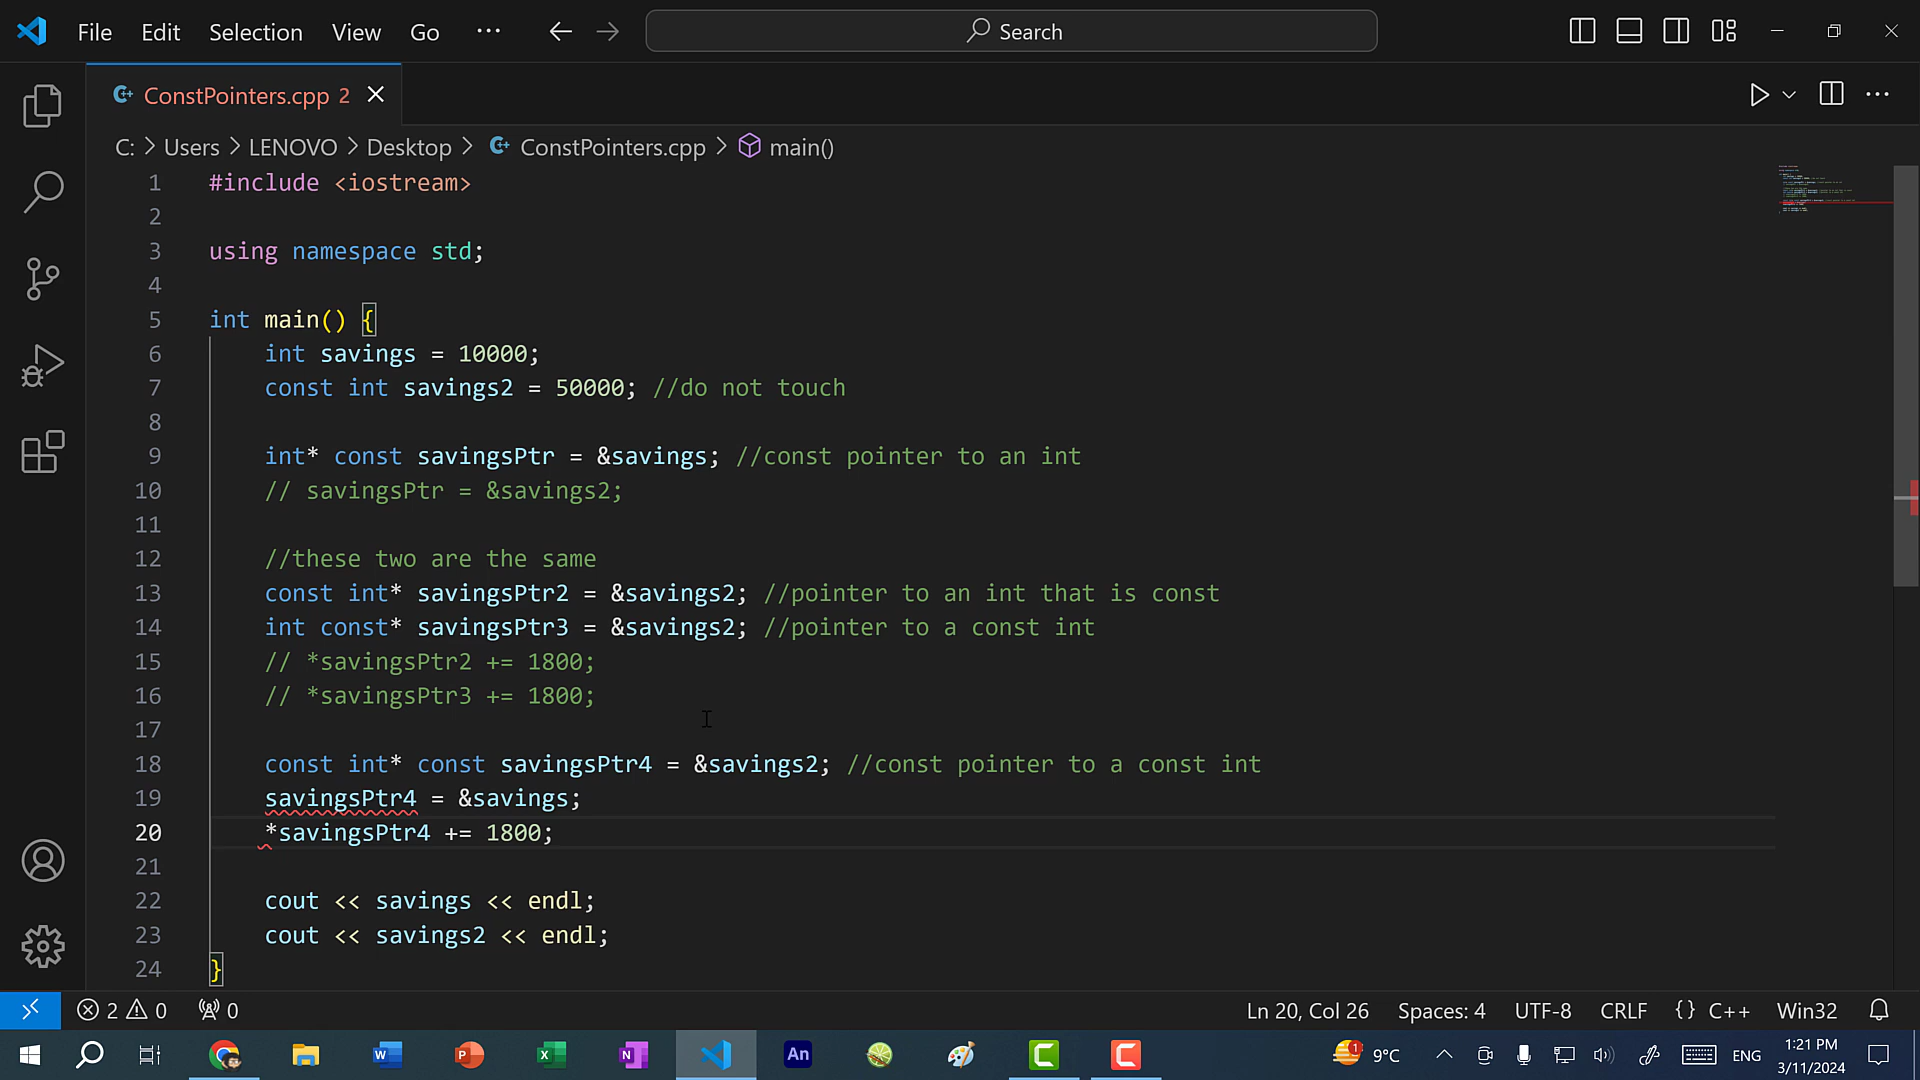 File Edit Selection View Go ··· Search
ConstPointers.cpp 2
C: > Users > LENOVO > Desktop > ConstPointers.cpp > main()
1 #include <iostream>
2
3 using namespace std;
4
5 int main() {
6 int savings = 10000;
7 const int savings2 = 50000; //do not touch
8
9 int* const savingsPtr = &savings; //const pointer to an int
10 // savingsPtr = &savings2;
11
12 //these two are the same
13 const int* savingsPtr2 = &savings2; //pointer to an int that is const
14 int const* savingsPtr3 = &savings2; //pointer to a const int
15 // *savingsPtr2 += 1800;
16 // *savingsPtr3 += 1800;
17
18 const int* const savingsPtr4 = &savings2; //const pointer to a const int
19 savingsPtr4 = &savings;
20 *savingsPtr4 += 1800;
21
22 cout << savings << endl;
23 cout << savings2 << endl;
24 }
2 0 0 Ln 20, Col 26 Spaces: 4 UTF-8 CRLF {} C++ Win32
W P X N An C C 1 9°C ENG 1:21 PM
3/11/2024